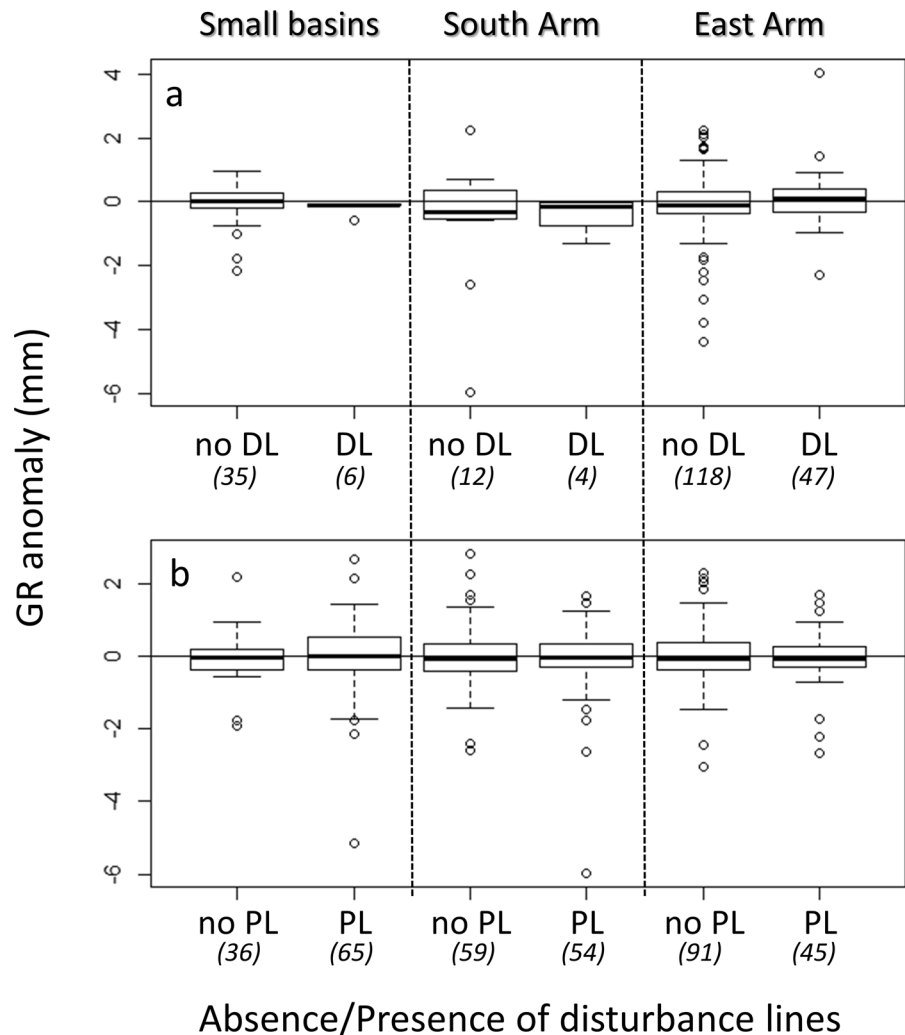 Small basins South Arm East Arm
a
4
2
0
-2
-4
-6
no DL DL no DL DL no DL DL
(35) (6) (12) (4) (118) (47)
GR anomaly (mm)
b
2
0
-2
-4
-6
no PL PL no PL PL no PL PL
(36) (65) (59) (54) (91) (45)
Absence/Presence of disturbance lines